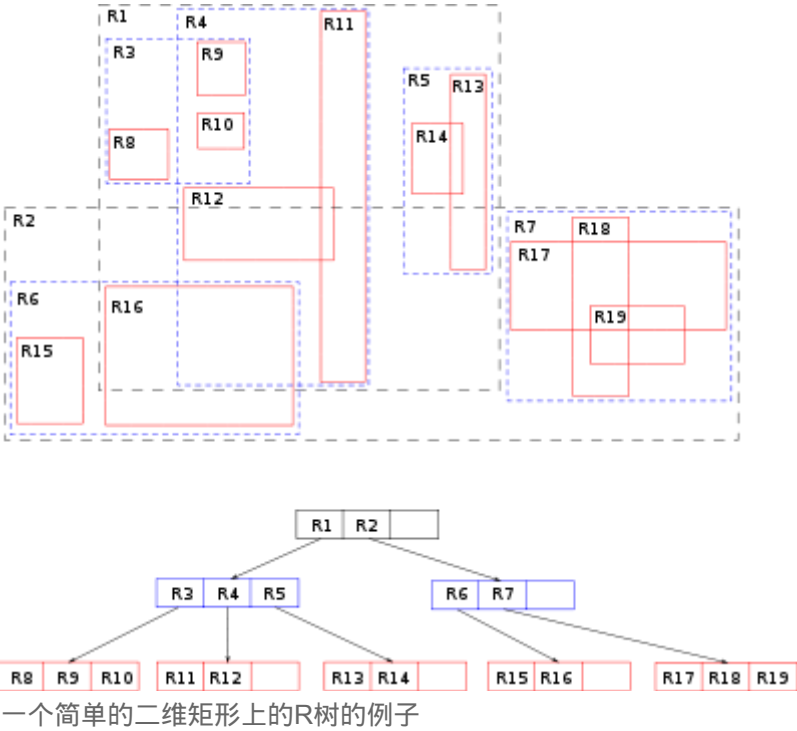 R1 R4 R11
R3 R9
R5 R13
R10
R14
R8
R12
R2
R7 R18
R17
R6
R16
R19
R15
R1 R2
R3 R4 R5
R6 R7
R8 R9 R10 R11 R12 R13 R14 R15 R16 R17 R18 R19
一个简单的二维矩形上的R树的例子